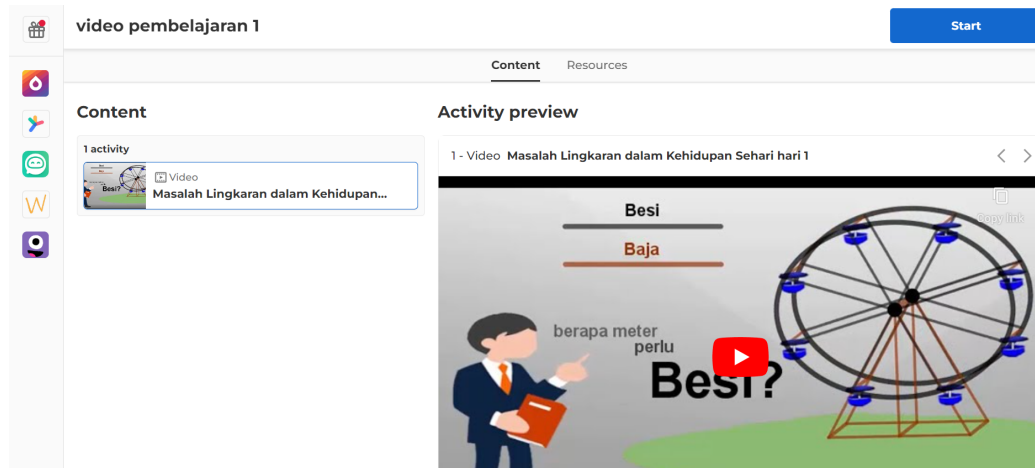 video pembelajaran 1
Start
Content
Resources
Content
1 activity
Video
Masalah Lingkaran dalam Kehidupan...
Activity preview
1 - Video Masalah Lingkaran dalam Kehidupan Sehari hari 1
Copy link
Besi
Baja
berapa meter
perlu
Besi?